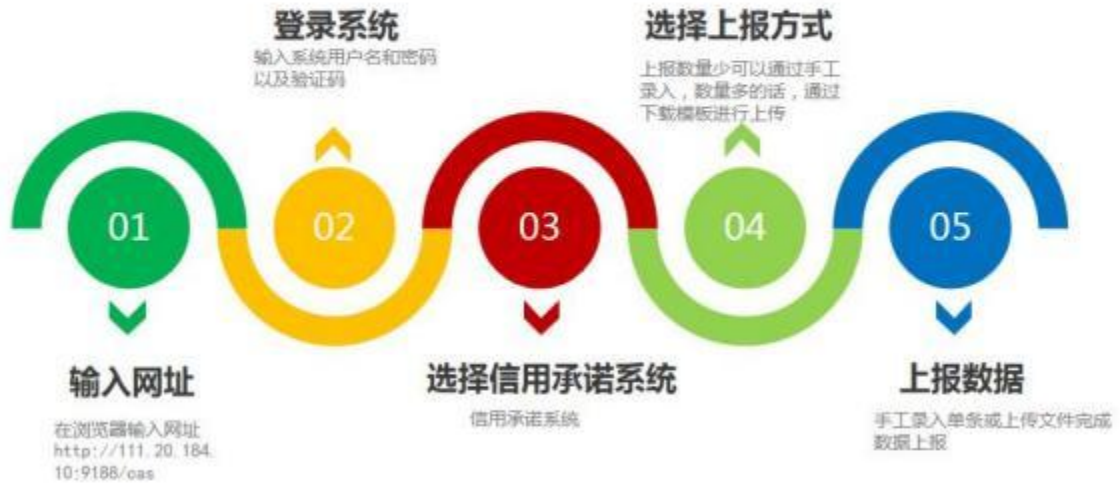 登录系统
输入系统用户名和密码
以及验证码
选择上报方式
上报数量少可以通过手工
录入，数量多的话，通过
下载模板进行上传
01
02
03
04
05
输入网址
在浏览器输入网址
http://111.20.184.
10:9188/cas
选择信用承诺系统
信用承诺系统
上报数据
手工录入单条或上传文件完成
数据上报